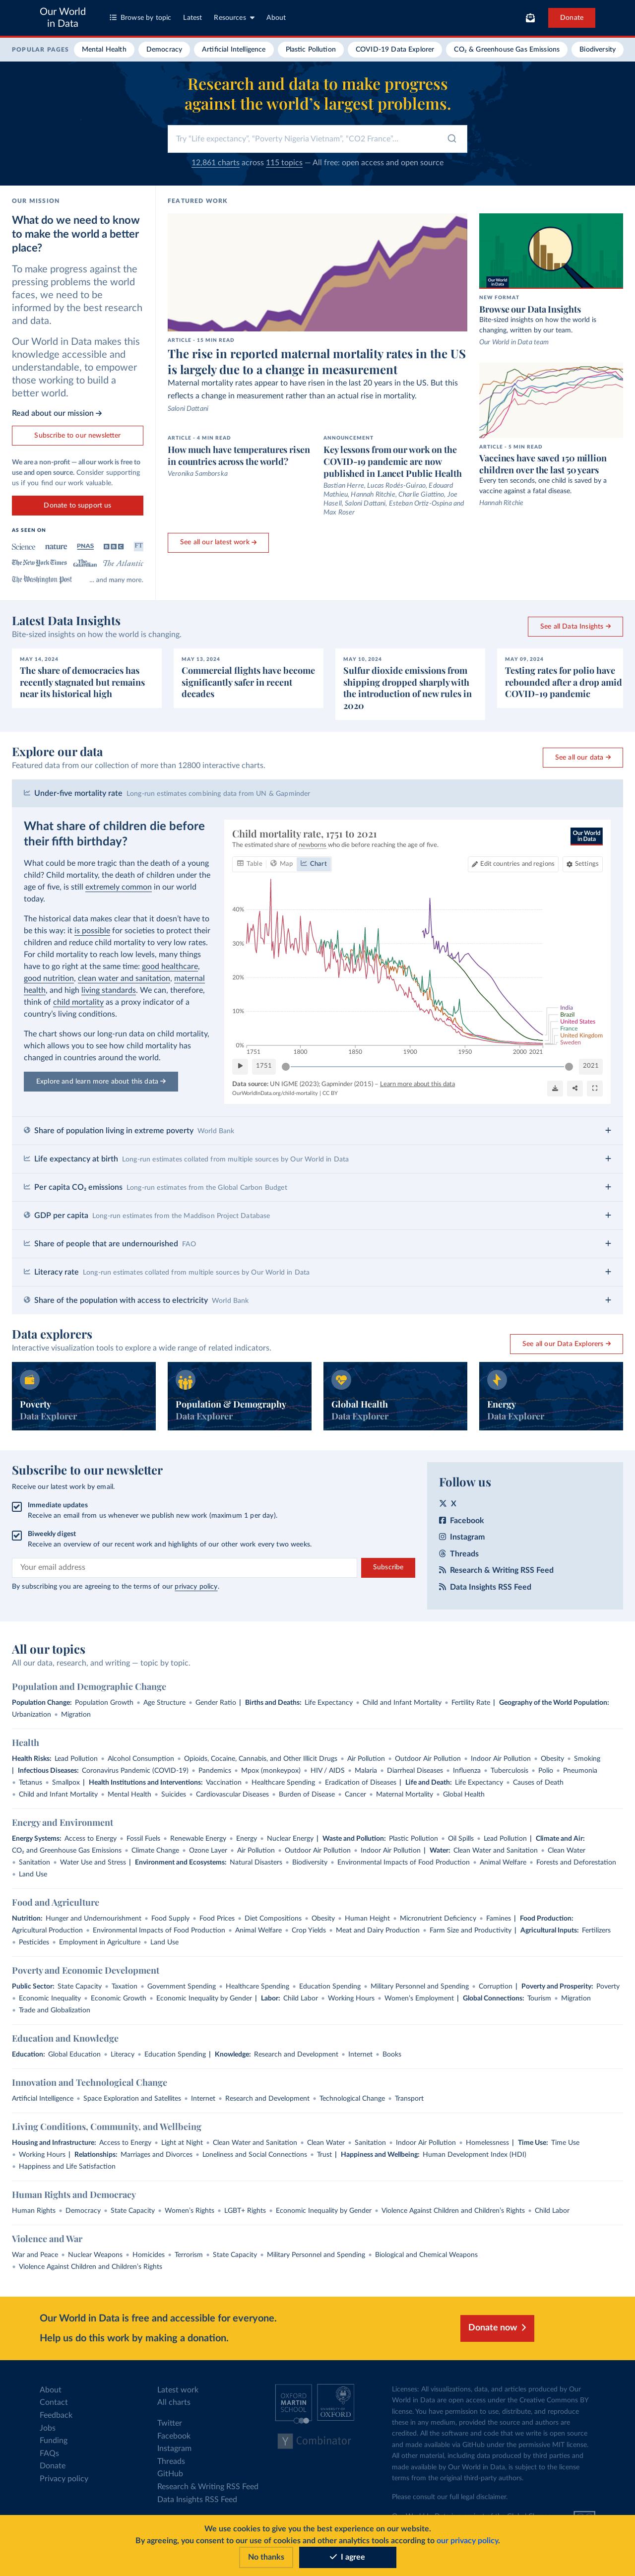 Our World
in Data
Browse by topic
Latest
Resources
About
Donate
POPULAR PAGES
Mental Health
Democracy
Artificial Intelligence
Plastic Pollution
COVID-19 Data Explorer
CO₂ & Greenhouse Gas Emissions
Biodiversity
Research and data to make progress
against the world's largest problems.
Try "Life expectancy", "Poverty Nigeria Vietnam", "CO2 France"...
12,861 charts across 115 topics — All free: open access and open source
OUR MISSION
What do we need to know
to make the world a better
place?
To make progress against the
pressing problems the world
faces, we need to be
informed by the best research
and data.
Our World in Data makes this
knowledge accessible and
understandable, to empower
those working to build a
better world.
Read about our mission →
Subscribe to our newsletter
We are a non-profit — all our work is free to
use and open source. Consider supporting
us if you find our work valuable.
Donate to support us
AS SEEN ON
Science
nature
PNAS
BBC
FT
The New York Times
The Guardian
The Atlantic
The Washington Post
... and many more.
FEATURED WORK
ARTICLE - 15 MIN READ
The rise in reported maternal mortality rates in the US
is largely due to a change in measurement
Maternal mortality rates appear to have risen in the last 20 years in the US. But this
reflects a change in measurement rather than an actual rise in mortality.
Saloni Dattani
ARTICLE - 4 MIN READ
How much have temperatures risen
in countries across the world?
Veronika Samborska
ANNOUNCEMENT
Key lessons from our work on the
COVID-19 pandemic are now
published in Lancet Public Health
Bastian Herre, Lucas Rodés-Guirao, Edouard
Mathieu, Hannah Ritchie, Charlie Giattino, Joe
Hasell, Saloni Dattani, Esteban Ortiz-Ospina and
Max Roser
See all our latest work →
Our World
in Data
NEW FORMAT
Browse our Data Insights
Bite-sized insights on how the world is
changing, written by our team.
Our World in Data team
ARTICLE - 5 MIN READ
Vaccines have saved 150 million
children over the last 50 years
Every ten seconds, one child is saved by a
vaccine against a fatal disease.
Hannah Ritchie
Latest Data Insights
Bite-sized insights on how the world is changing.
See all Data Insights →
MAY 14, 2024
The share of democracies has
recently stagnated but remains
near its historical high
MAY 13, 2024
Commercial flights have become
significantly safer in recent
decades
MAY 10, 2024
Sulfur dioxide emissions from
shipping dropped sharply with
the introduction of new rules in
2020
MAY 09, 2024
Testing rates for polio have
rebounded after a drop amid
COVID-19 pandemic
Explore our data
Featured data from our collection of more than 12800 interactive charts.
See all our data →
Under-five mortality rate Long-run estimates combining data from UN & Gapminder
What share of children die before
their fifth birthday?
What could be more tragic than the death of a young
child? Child mortality, the death of children under the
age of five, is still extremely common in our world
today.
The historical data makes clear that it doesn't have to
be this way: it is possible for societies to protect their
children and reduce child mortality to very low rates.
For child mortality to reach low levels, many things
have to go right at the same time: good healthcare,
good nutrition, clean water and sanitation, maternal
health, and high living standards. We can, therefore,
think of child mortality as a proxy indicator of a
country's living conditions.
The chart shows our long-run data on child mortality,
which allows you to see how child mortality has
changed in countries around the world.
Explore and learn more about this data →
Child mortality rate, 1751 to 2021
The estimated share of newborns who die before reaching the age of five.
Our World
in Data
Table
Map
Chart
Edit countries and regions
Settings
40%
30%
20%
10%
0%
1751
1800
1850
1900
1950
2000 2021
India
Brazil
United States
France
United Kingdom
Sweden
1751
2021
Data source: UN IGME (2023); Gapminder (2015) – Learn more about this data
OurWorldInData.org/child-mortality | CC BY
Share of population living in extreme poverty World Bank
Life expectancy at birth Long-run estimates collated from multiple sources by Our World in Data
Per capita CO₂ emissions Long-run estimates from the Global Carbon Budget
GDP per capita Long-run estimates from the Maddison Project Database
Share of people that are undernourished FAO
Literacy rate Long-run estimates collated from multiple sources by Our World in Data
Share of the population with access to electricity World Bank
Data explorers
Interactive visualization tools to explore a wide range of related indicators.
See all our Data Explorers →
Poverty
Data Explorer
Population & Demography
Data Explorer
Global Health
Data Explorer
Energy
Data Explorer
Subscribe to our newsletter
Receive our latest work by email.
Immediate updates
Receive an email from us whenever we publish new work (maximum 1 per day).
Biweekly digest
Receive an overview of our recent work and highlights of our other work every two weeks.
Your email address
Subscribe
By subscribing you are agreeing to the terms of our privacy policy.
Follow us
X
Facebook
Instagram
Threads
Research & Writing RSS Feed
Data Insights RSS Feed
All our topics
All our data, research, and writing — topic by topic.
Population and Demographic Change
Population Change: Population Growth • Age Structure • Gender Ratio | Births and Deaths: Life Expectancy • Child and Infant Mortality • Fertility Rate | Geography of the World Population:
Urbanization • Migration
Health
Health Risks: Lead Pollution • Alcohol Consumption • Opioids, Cocaine, Cannabis, and Other Illicit Drugs • Air Pollution • Outdoor Air Pollution • Indoor Air Pollution • Obesity • Smoking
| Infectious Diseases: Coronavirus Pandemic (COVID-19) • Pandemics • Mpox (monkeypox) • HIV / AIDS • Malaria • Diarrheal Diseases • Influenza • Tuberculosis • Polio • Pneumonia
• Tetanus • Smallpox | Health Institutions and Interventions: Vaccination • Healthcare Spending • Eradication of Diseases | Life and Death: Life Expectancy • Causes of Death
• Child and Infant Mortality • Mental Health • Suicides • Cardiovascular Diseases • Burden of Disease • Cancer • Maternal Mortality • Global Health
Energy and Environment
Energy Systems: Access to Energy • Fossil Fuels • Renewable Energy • Energy • Nuclear Energy | Waste and Pollution: Plastic Pollution • Oil Spills • Lead Pollution | Climate and Air:
CO₂ and Greenhouse Gas Emissions • Climate Change • Ozone Layer • Air Pollution • Outdoor Air Pollution • Indoor Air Pollution | Water: Clean Water and Sanitation • Clean Water
• Sanitation • Water Use and Stress | Environment and Ecosystems: Natural Disasters • Biodiversity • Environmental Impacts of Food Production • Animal Welfare • Forests and Deforestation
• Land Use
Food and Agriculture
Nutrition: Hunger and Undernourishment • Food Supply • Food Prices • Diet Compositions • Obesity • Human Height • Micronutrient Deficiency • Famines | Food Production:
Agricultural Production • Environmental Impacts of Food Production • Animal Welfare • Crop Yields • Meat and Dairy Production • Farm Size and Productivity | Agricultural Inputs: Fertilizers
• Pesticides • Employment in Agriculture • Land Use
Poverty and Economic Development
Public Sector: State Capacity • Taxation • Government Spending • Healthcare Spending • Education Spending • Military Personnel and Spending • Corruption | Poverty and Prosperity: Poverty
• Economic Inequality • Economic Growth • Economic Inequality by Gender | Labor: Child Labor • Working Hours • Women's Employment | Global Connections: Tourism • Migration
• Trade and Globalization
Education and Knowledge
Education: Global Education • Literacy • Education Spending | Knowledge: Research and Development • Internet • Books
Innovation and Technological Change
Artificial Intelligence • Space Exploration and Satellites • Internet • Research and Development • Technological Change • Transport
Living Conditions, Community, and Wellbeing
Housing and Infrastructure: Access to Energy • Light at Night • Clean Water and Sanitation • Clean Water • Sanitation • Indoor Air Pollution • Homelessness | Time Use: Time Use
• Working Hours | Relationships: Marriages and Divorces • Loneliness and Social Connections • Trust | Happiness and Wellbeing: Human Development Index (HDI)
• Happiness and Life Satisfaction
Human Rights and Democracy
Human Rights • Democracy • State Capacity • Women's Rights • LGBT+ Rights • Economic Inequality by Gender • Violence Against Children and Children's Rights • Child Labor
Violence and War
War and Peace • Nuclear Weapons • Homicides • Terrorism • State Capacity • Military Personnel and Spending • Biological and Chemical Weapons
• Violence Against Children and Children's Rights
Our World in Data is free and accessible for everyone.
Help us do this work by making a donation.
Donate now
About
Contact
Feedback
Jobs
Funding
FAQs
Donate
Privacy policy
Latest work
All charts
Twitter
Facebook
Instagram
Threads
GitHub
Research & Writing RSS Feed
Data Insights RSS Feed
OXFORD
MARTIN
SCHOOL
UNIVERSITY OF
OXFORD
Y Combinator
Licenses: All visualizations, data, and articles produced by Our
World in Data are open access under the Creative Commons BY
license. You have permission to use, distribute, and reproduce
these in any medium, provided the source and authors are
credited. All the software and code that we write is open source
and made available via GitHub under the permissive MIT license.
All other material, including data produced by third parties and
made available by Our World in Data, is subject to the license
terms from the original third-party authors.
Please consult our full legal disclaimer.
We use cookies to give you the best experience on our website.
By agreeing, you consent to our use of cookies and other analytics tools according to our privacy policy.
No thanks
I agree